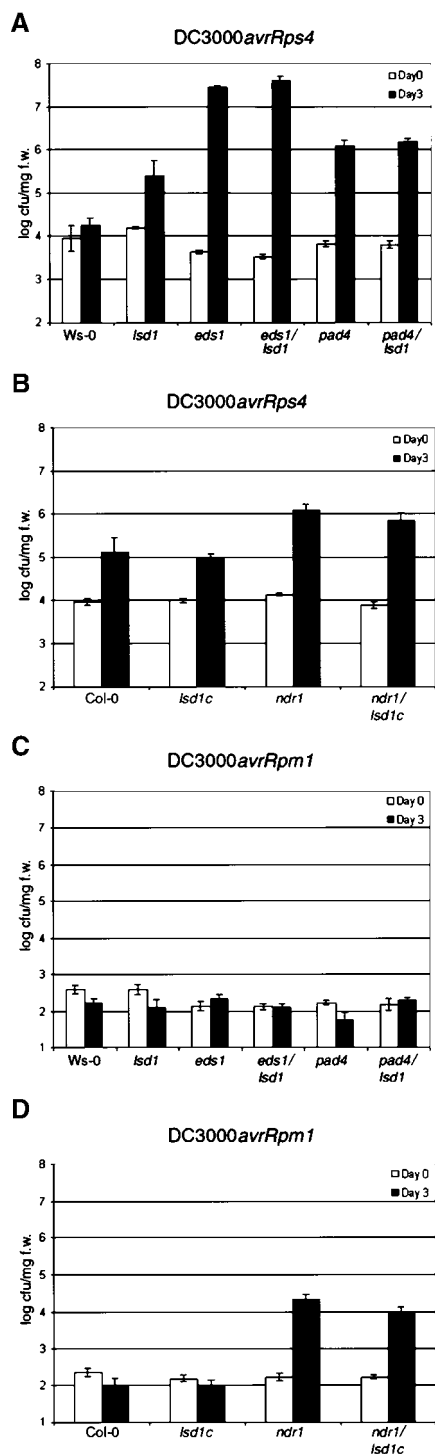 A
DC3000avrRps4
Day0
Day3
log cfu/mg f.w.
8
7
6
5
4
3
2
Ws-0 lsd1 eds1 eds1/ pad4 pad4/
lsd1 lsd1
B
DC3000avrRps4
Day0
Day3
log cfu/mg f.w.
8
7
6
5
4
3
2
Col-0 lsd1c ndr1 ndr1/
lsd1c
C
DC3000avrRpm1
Day 0
Day 3
log cfu/mg f.w.
8
7
6
5
4
3
2
1
Ws-0 lsd1 eds1 eds1/ pad4 pad4/
lsd1 lsd1
D
DC3000avrRpm1
Day 0
Day 3
log cfu/mg f.w.
8
7
6
5
4
3
2
1
Col-0 lsd1c ndr1 ndr1/
lsd1c